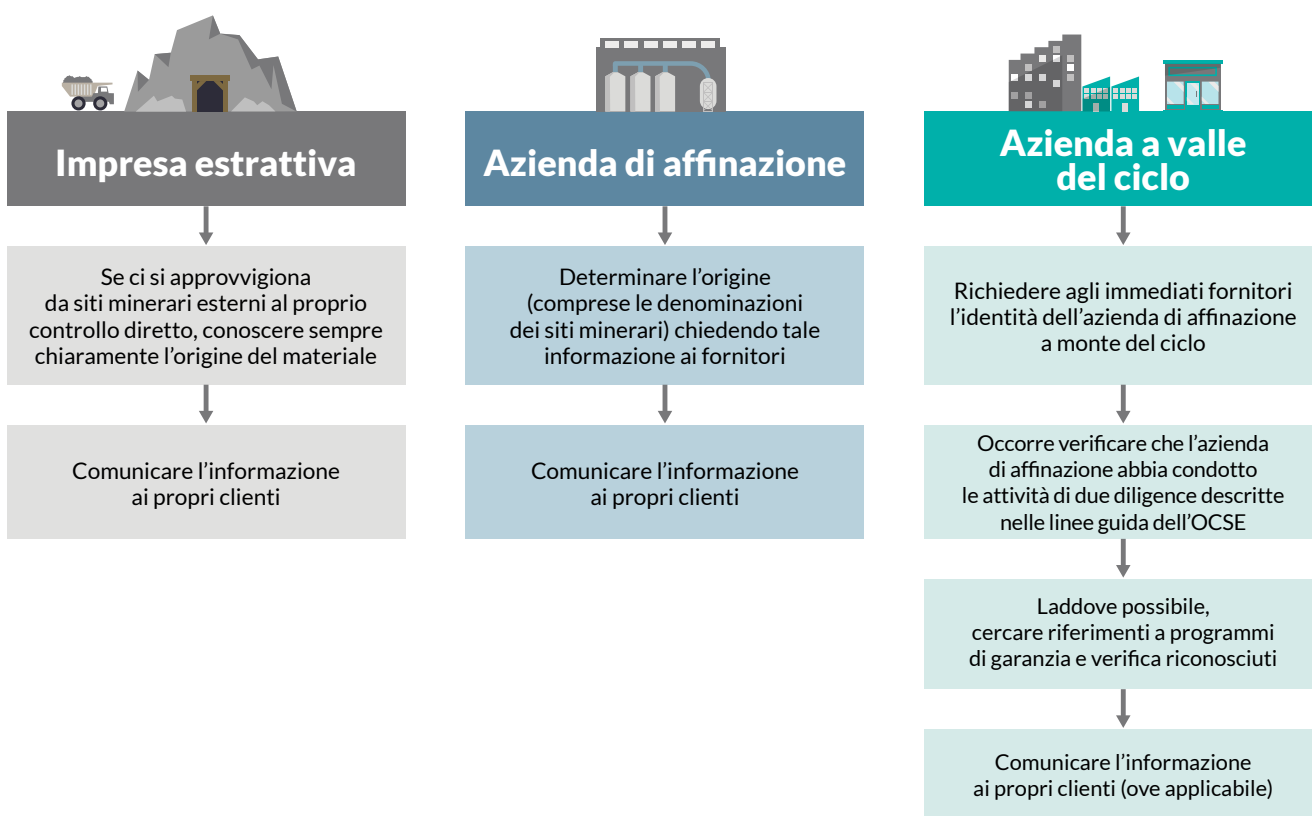 Impresa estrattiva
Se ci si approvvigiona
da siti minerari esterni al proprio
controllo diretto, conoscere sempre
chiaramente l’origine del materiale
Comunicare l’informazione
ai propri clienti
Azienda di affinazione
Determinare l’origine
(comprese le denominazioni
dei siti minerari) chiedendo tale
informazione ai fornitori
Comunicare l’informazione
ai propri clienti
Azienda a valle
del ciclo
Richiedere agli immediati fornitori
l’identità dell’azienda di affinazione
a monte del ciclo
Occorre verificare che l’azienda
di affinazione abbia condotto
le attività di due diligence descritte
nelle linee guida dell’OCSE
Laddove possibile,
cercare riferimenti a programmi
di garanzia e verifica riconosciuti
Comunicare l’informazione
ai propri clienti (ove applicabile)